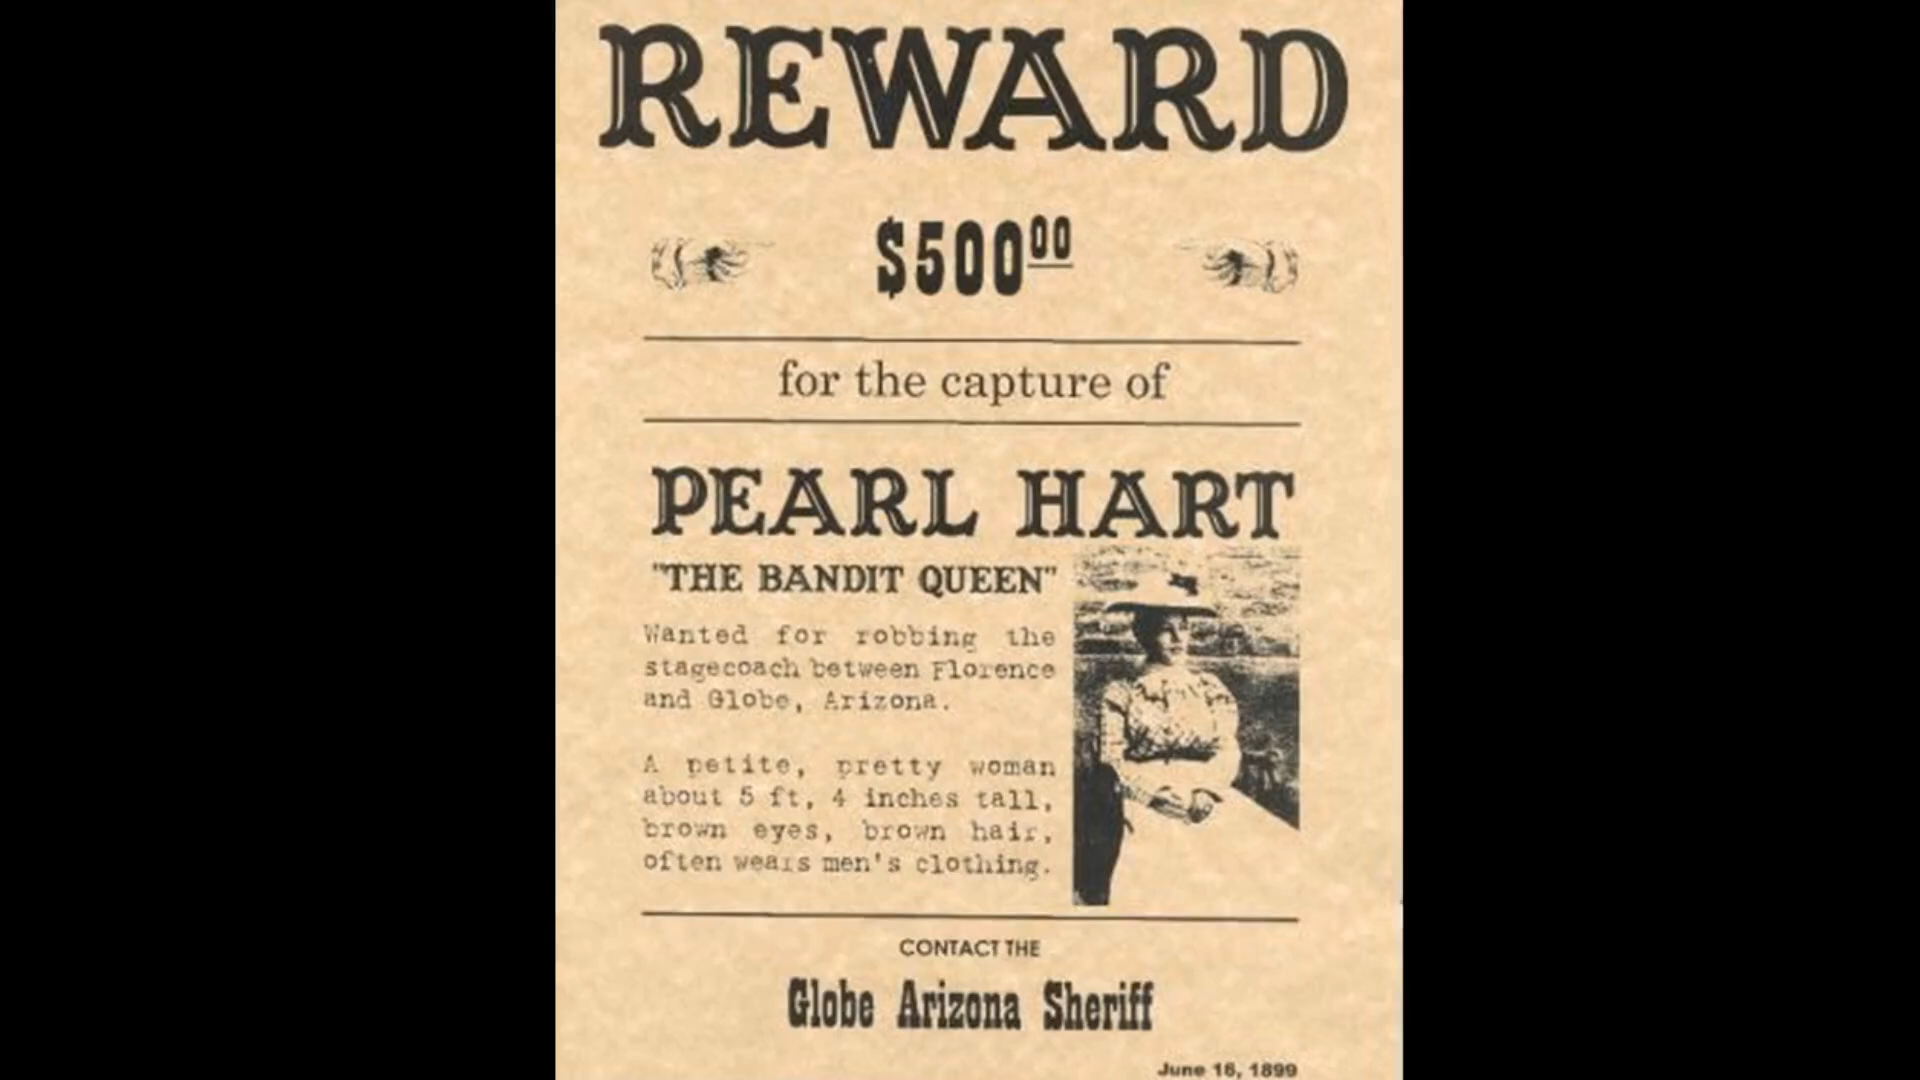 REWARD
$50000
for the capture of
PEARL HART
"THE BANDIT QUEEN"
Wanted for robbing the
stagecoach between Florence
and Globe, Arizona.
A petite, pretty woman
about 5 ft, 4 inches tall,
brown eyes, brown hair,
often wears men's clothing.
CONTACT THE
Globe Arizona Sheriff
June 16, 1899